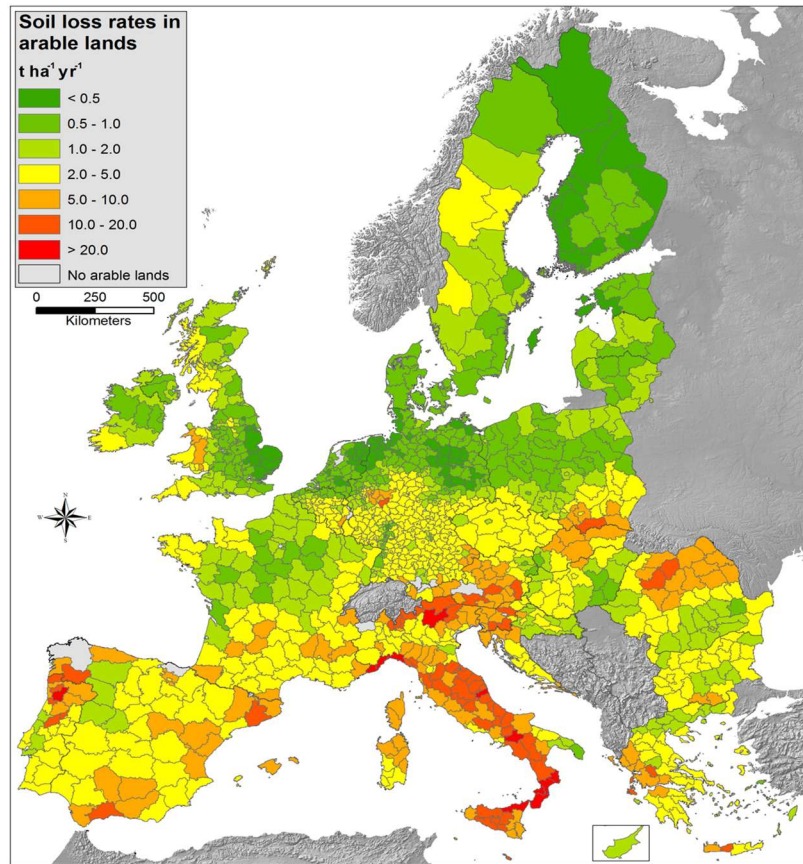 Soil loss rates in
arable lands
t ha⁻¹ yr⁻¹
< 0.5
0.5 - 1.0
1.0 - 2.0
2.0 - 5.0
5.0 - 10.0
10.0 - 20.0
> 20.0
No arable lands
0 250 500
Kilometers
N
W E
S